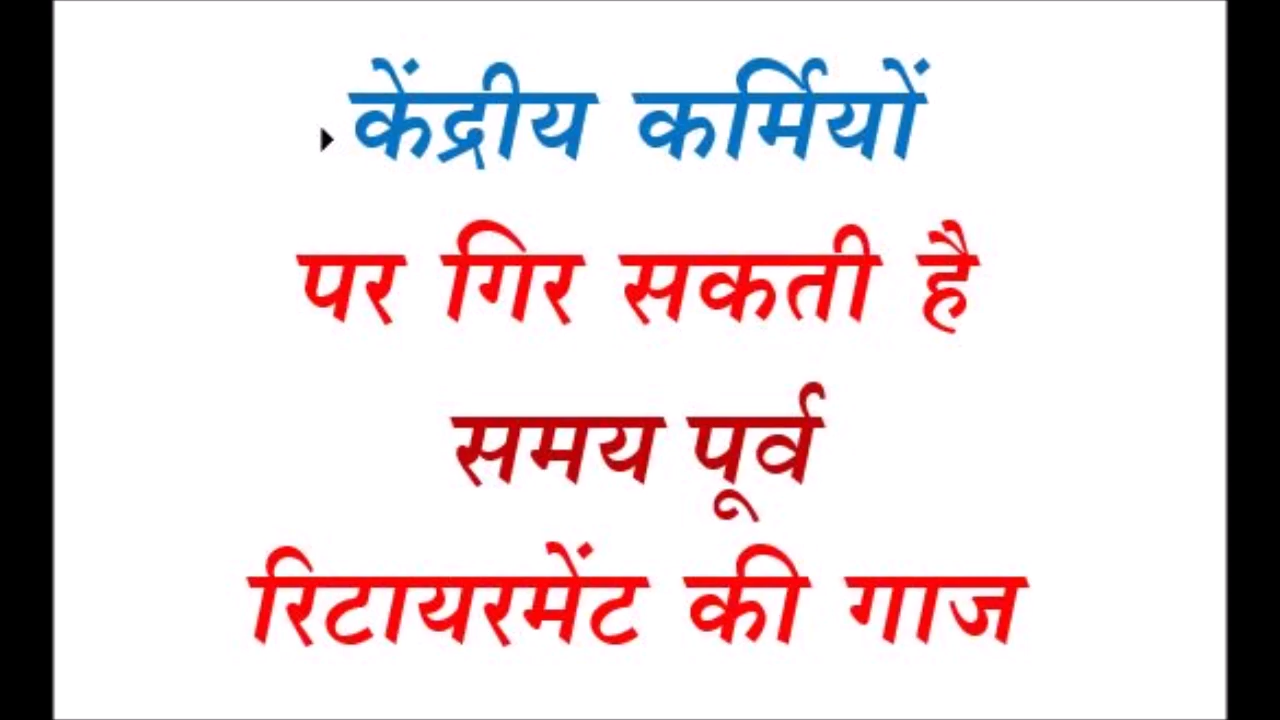 केंद्रीय कर्मियों
पर गिर सकती है
समय पूर्व
रिटायरमेंट की गाज